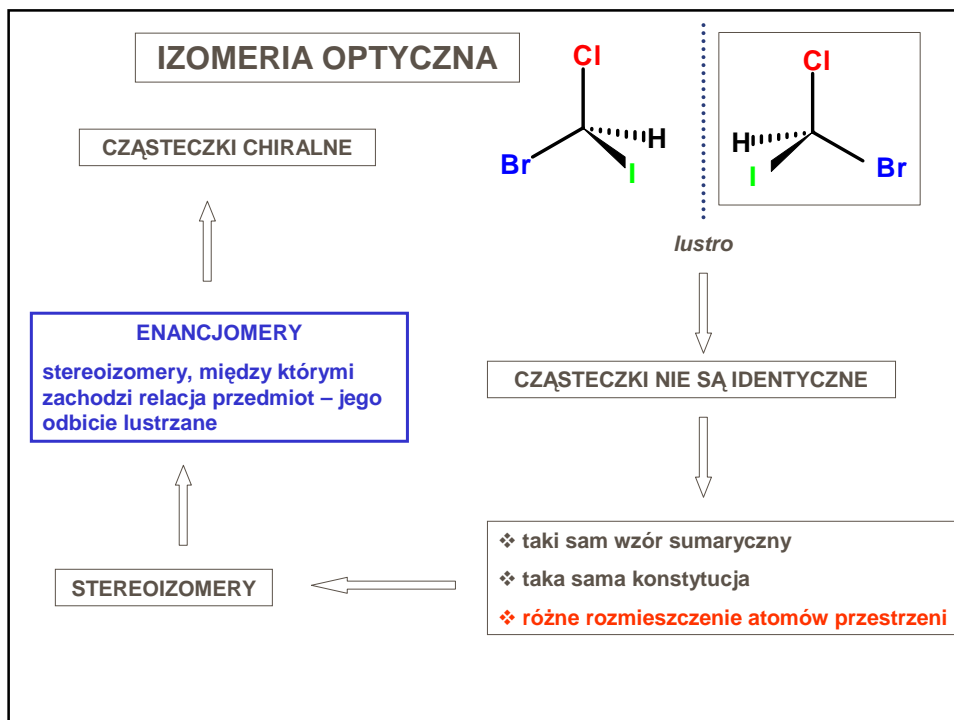 IZOMERIA OPTYCZNA
Cl
H
Br
I
Cl
H
I
Br
lustro
CZĄSTECZKI CHIRALNE
ENANCJOMERY
stereoizomery, między którymi
zachodzi relacja przedmiot – jego
odbicie lustrzane
CZĄSTECZKI NIE SĄ IDENTYCZNE
❖ taki sam wzór sumaryczny
❖ taka sama konstytucja
❖ różne rozmieszczenie atomów przestrzeni
STEREOIZOMERY